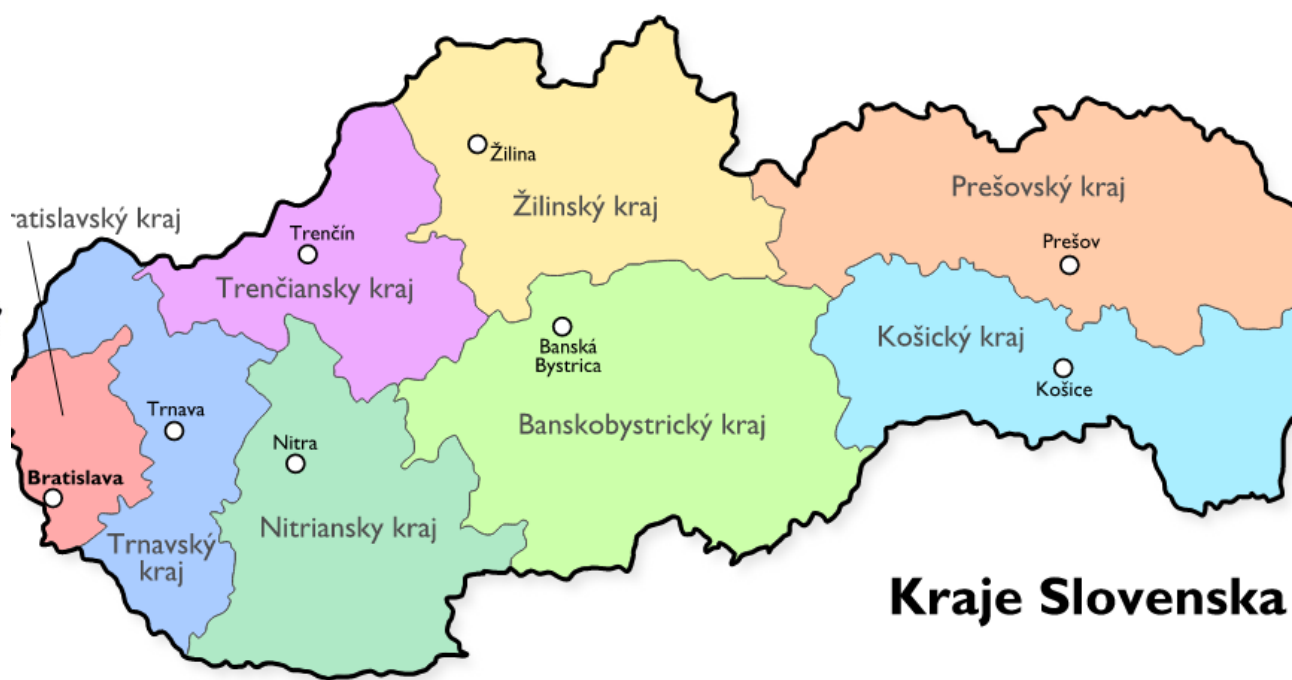 Žilina
Žilinský kraj
Prešovský kraj
ratislavský kraj
Trenčín
Prešov
Trenčiansky kraj
Banská
Bystrica
Košický kraj
Košice
Trnava
Banskobystrický kraj
Nitra
Bratislava
Nitriansky kraj
Trnavský
kraj
Kraje Slovenska